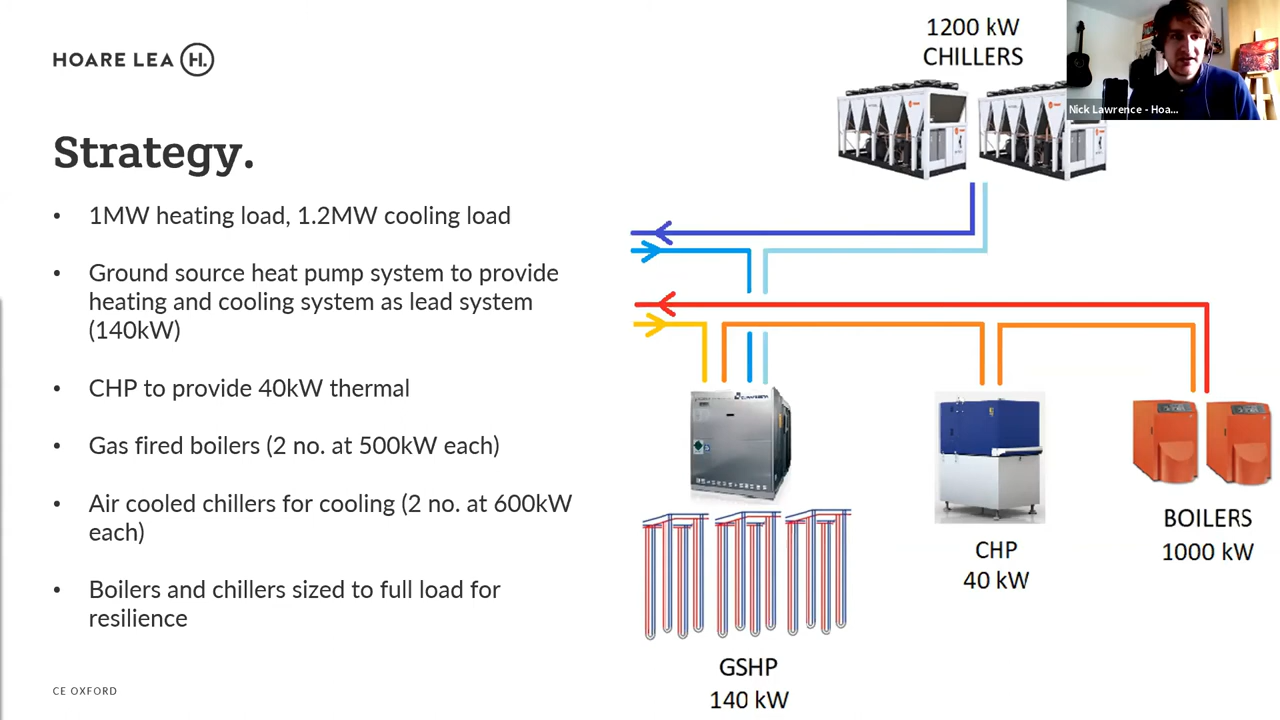 HOARE LEA H.
Strategy.
• 1MW heating load, 1.2MW cooling load
• Ground source heat pump system to provide
heating and cooling system as lead system
(140kW)
• CHP to provide 40kW thermal
• Gas fired boilers (2 no. at 500kW each)
• Air cooled chillers for cooling (2 no. at 600kW
each)
• Boilers and chillers sized to full load for
resilience
CE OXFORD
1200 kW
CHILLERS
Nick Lawrence - Hoa...
GSHP
140 kW
CHP
40 kW
BOILERS
1000 kW